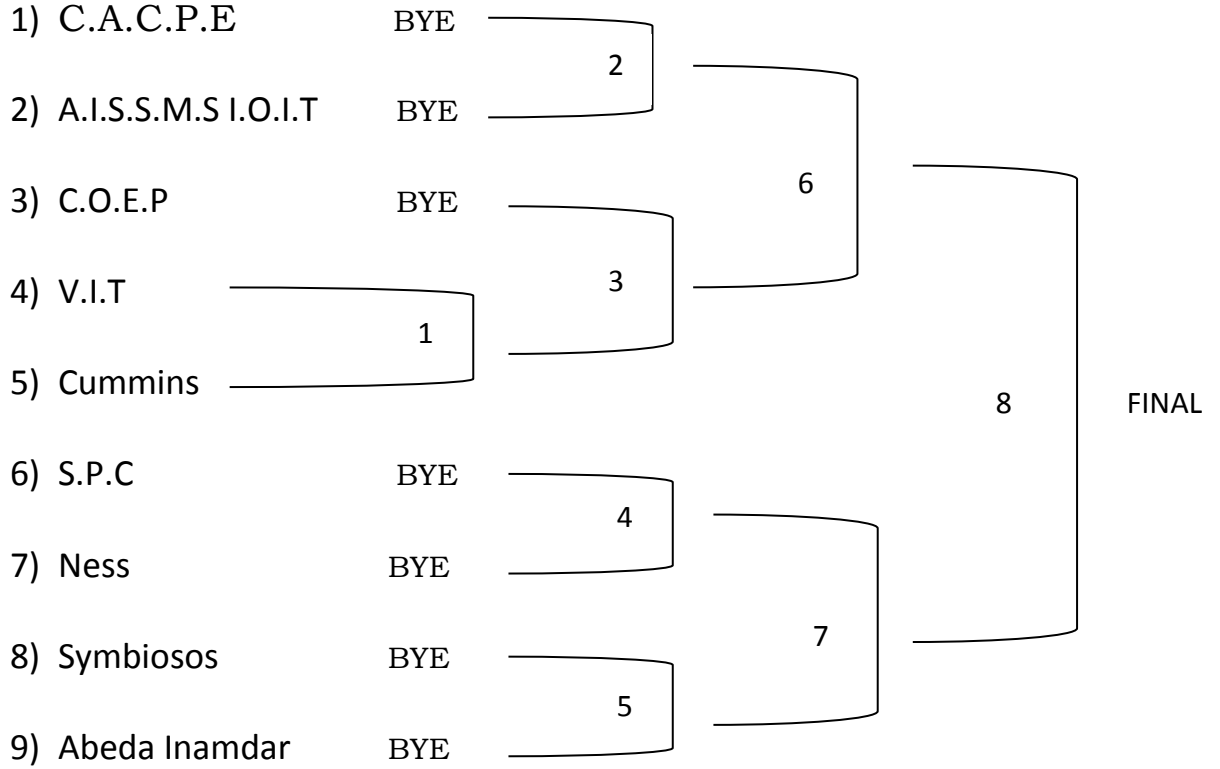 1) C.A.C.P.E BYE
2
2) A.I.S.S.M.S I.O.I.T BYE
6
3) C.O.E.P BYE
3
4) V.I.T
1
5) Cummins
8 FINAL
6) S.P.C BYE
4
7) Ness BYE
7
8) Symbiosos BYE
5
9) Abeda Inamdar BYE